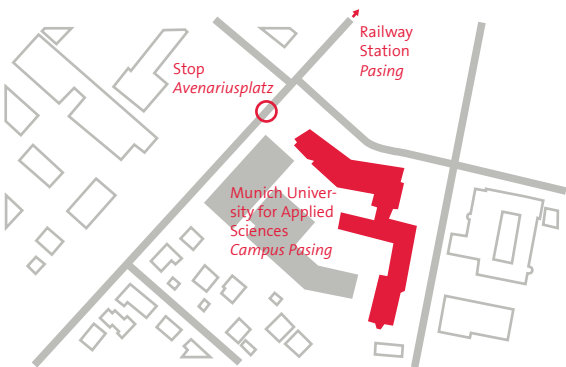 Railway
Station
Pasing
Stop
Avenariusplatz
Munich Univer-
sity for Applied
Sciences
Campus Pasing